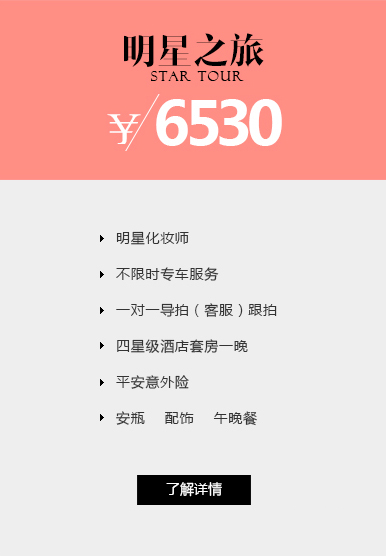 明星之旅
STAR TOUR
￥/6530
明星化妆师
不限时专车服务
一对一导拍（客服）跟拍
四星级酒店套房一晚
平安意外险
安瓶 配饰 午晚餐
了解详情